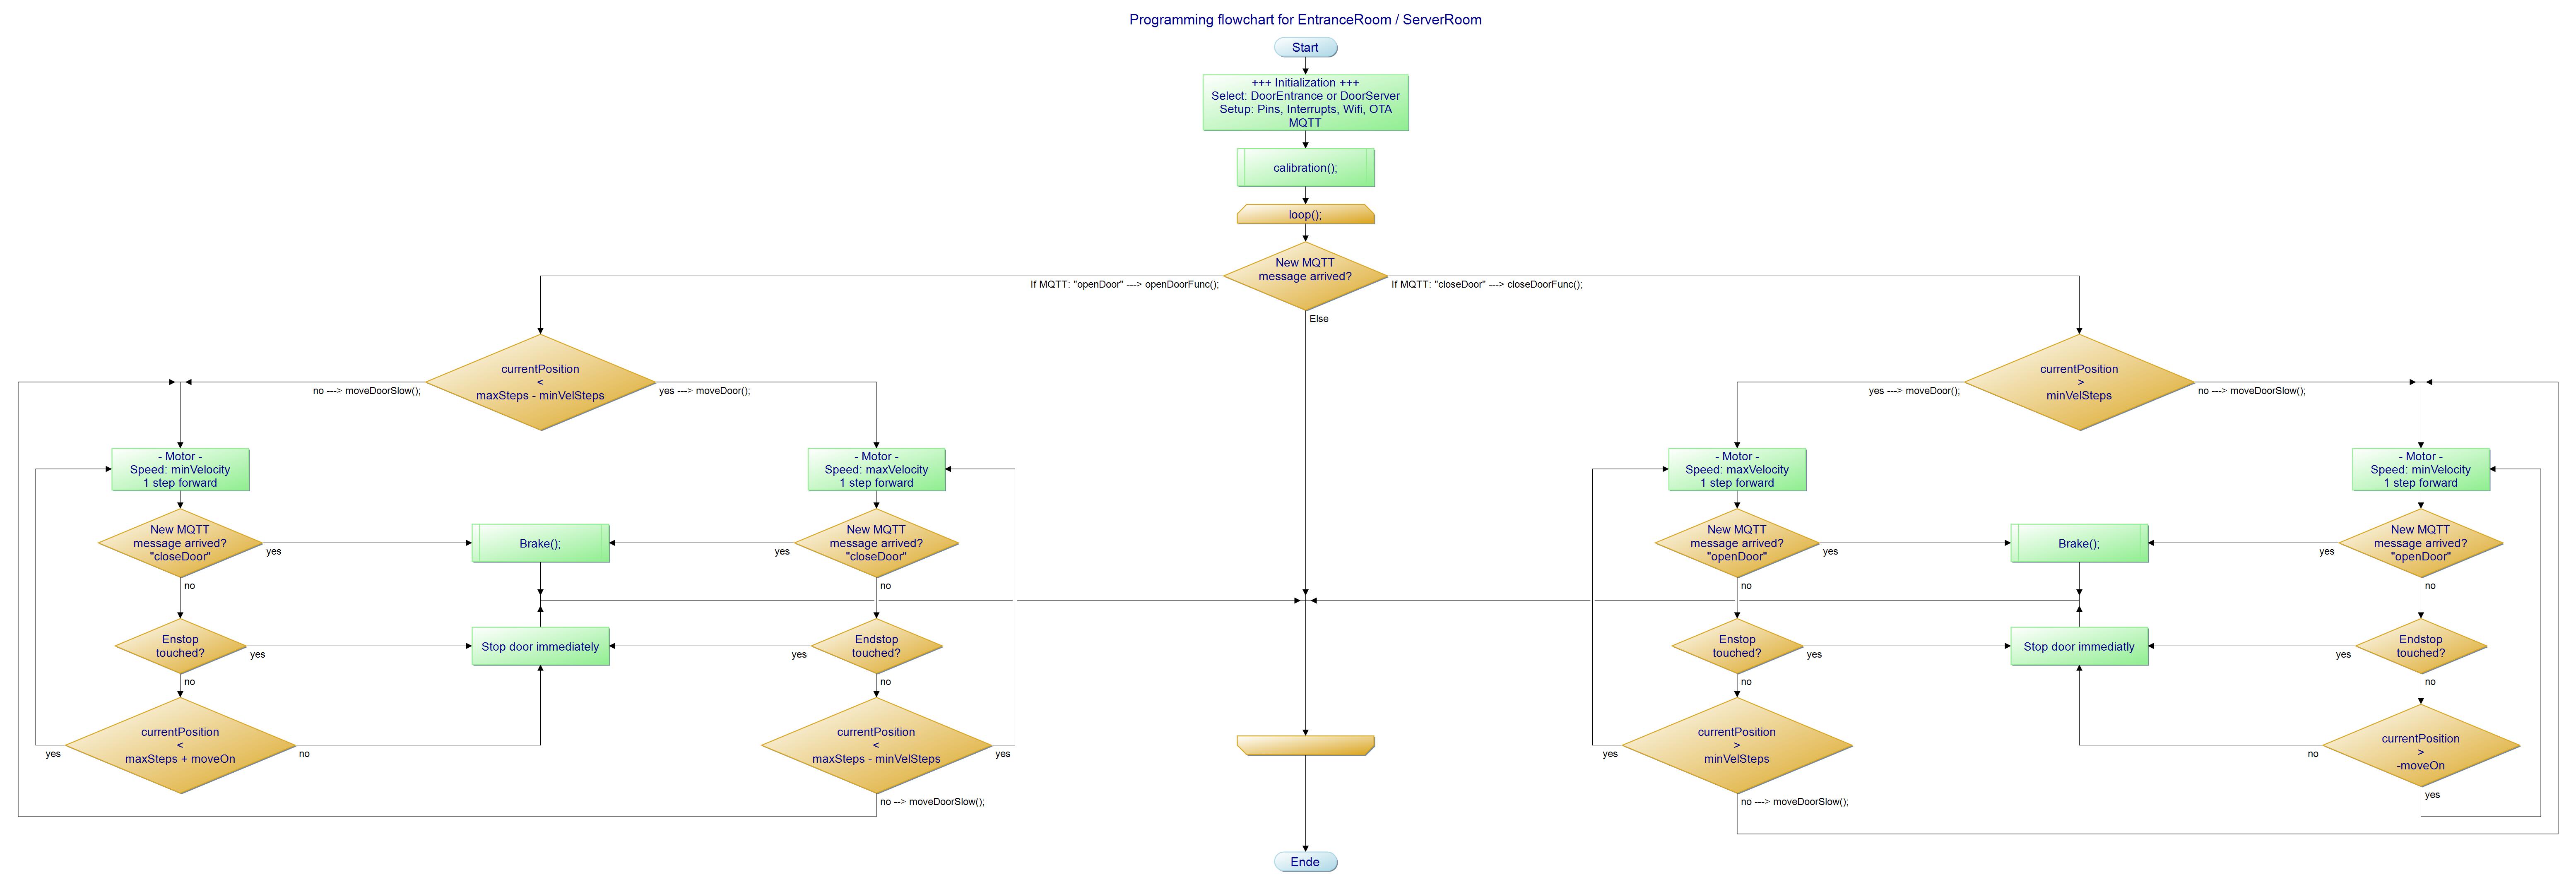 Programming flowchart for EntranceRoom / ServerRoom
Start
+++ Initialization +++
Select: DoorEntrance or DoorServer
Setup: Pins, Interrupts, Wifi, OTA
MQTT
calibration();
loop();
New MQTT
message arrived?
If MQTT: "openDoor" ---> openDoorFunc();
If MQTT: "closeDoor" ---> closeDoorFunc();
Else
currentPosition
<
maxSteps - minVelSteps
no ---> moveDoorSlow();
yes ---> moveDoor();
- Motor -
Speed: minVelocity
1 step forward
New MQTT
message arrived?
"closeDoor"
yes
no
Enstop
touched?
yes
no
currentPosition
<
maxSteps + moveOn
yes
no
Brake();
Stop door immediately
- Motor -
Speed: maxVelocity
1 step forward
New MQTT
message arrived?
"closeDoor"
yes
no
Endstop
touched?
yes
no
currentPosition
<
maxSteps - minVelSteps
yes
no --> moveDoorSlow();
currentPosition
>
minVelSteps
yes ---> moveDoor();
no ---> moveDoorSlow();
- Motor -
Speed: maxVelocity
1 step forward
New MQTT
message arrived?
"openDoor"
yes
no
Enstop
touched?
yes
no
currentPosition
>
minVelSteps
yes
no ---> moveDoorSlow();
Brake();
Stop door immediatly
- Motor -
Speed: minVelocity
1 step forward
New MQTT
message arrived?
"openDoor"
yes
no
Endstop
touched?
yes
no
currentPosition
>
-moveOn
no
yes
Ende